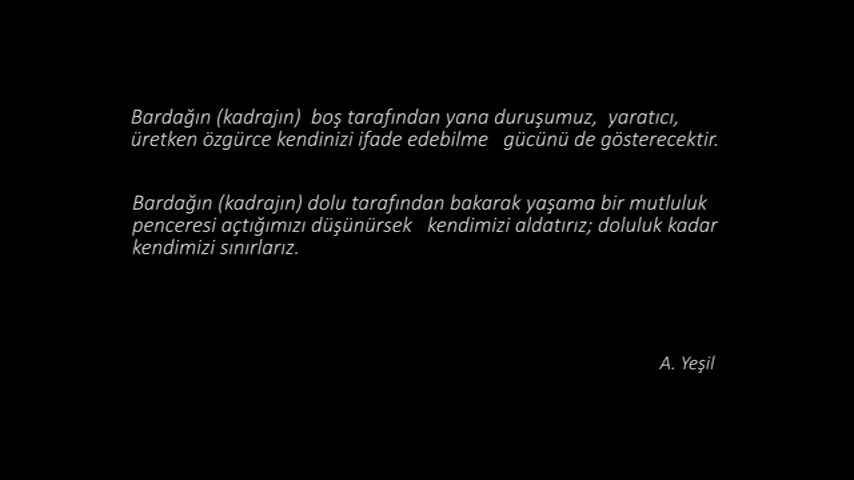 Bardağın (kadrajın)  boş tarafından yana duruşumuz,  yaratıcı,
üretken özgürce kendinizi ifade edebilme   gücünü de gösterecektir.
Bardağın (kadrajın) dolu tarafından bakarak yaşama bir mutluluk
penceresi açtığımızı düşünürsek   kendimizi aldatırız; doluluk kadar
kendimizi sınırlarız.
A. Yeşil